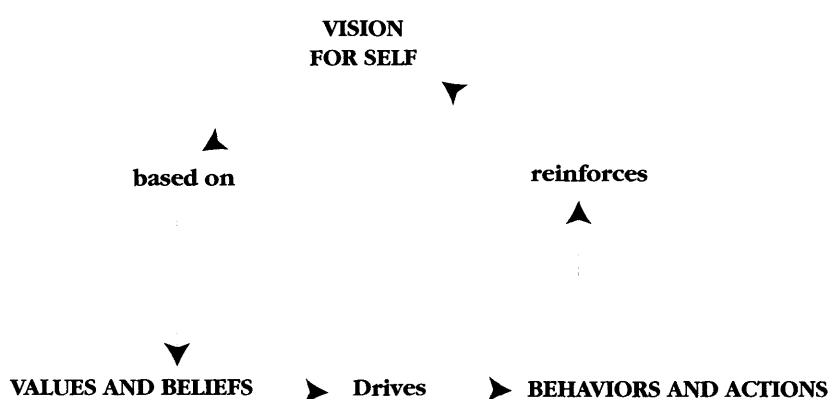 VISION
FOR SELF
based on
reinforces
VALUES AND BELIEFS
Drives
BEHAVIORS AND ACTIONS